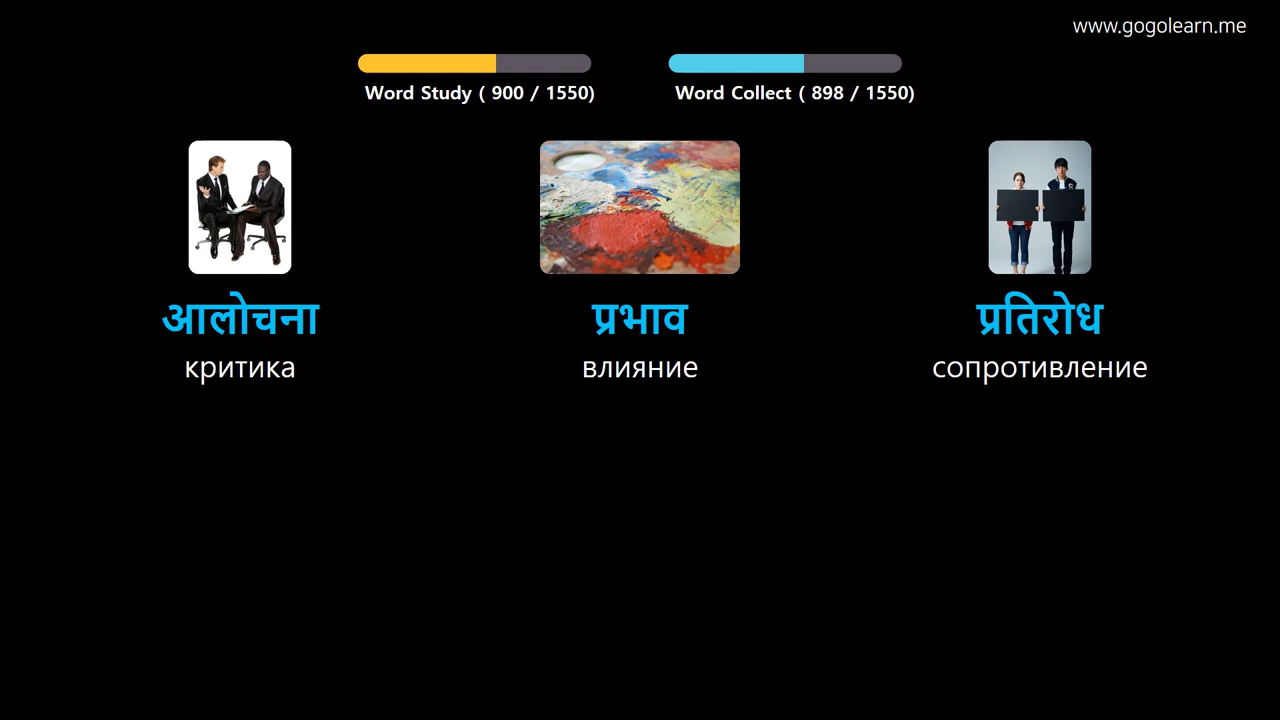 www.gogolearn.me
Word Study ( 900 / 1550)
Word Collect ( 898 / 1550)
आलोचना
प्रभाव
प्रतिरोध
критика
влияние
сопротивление